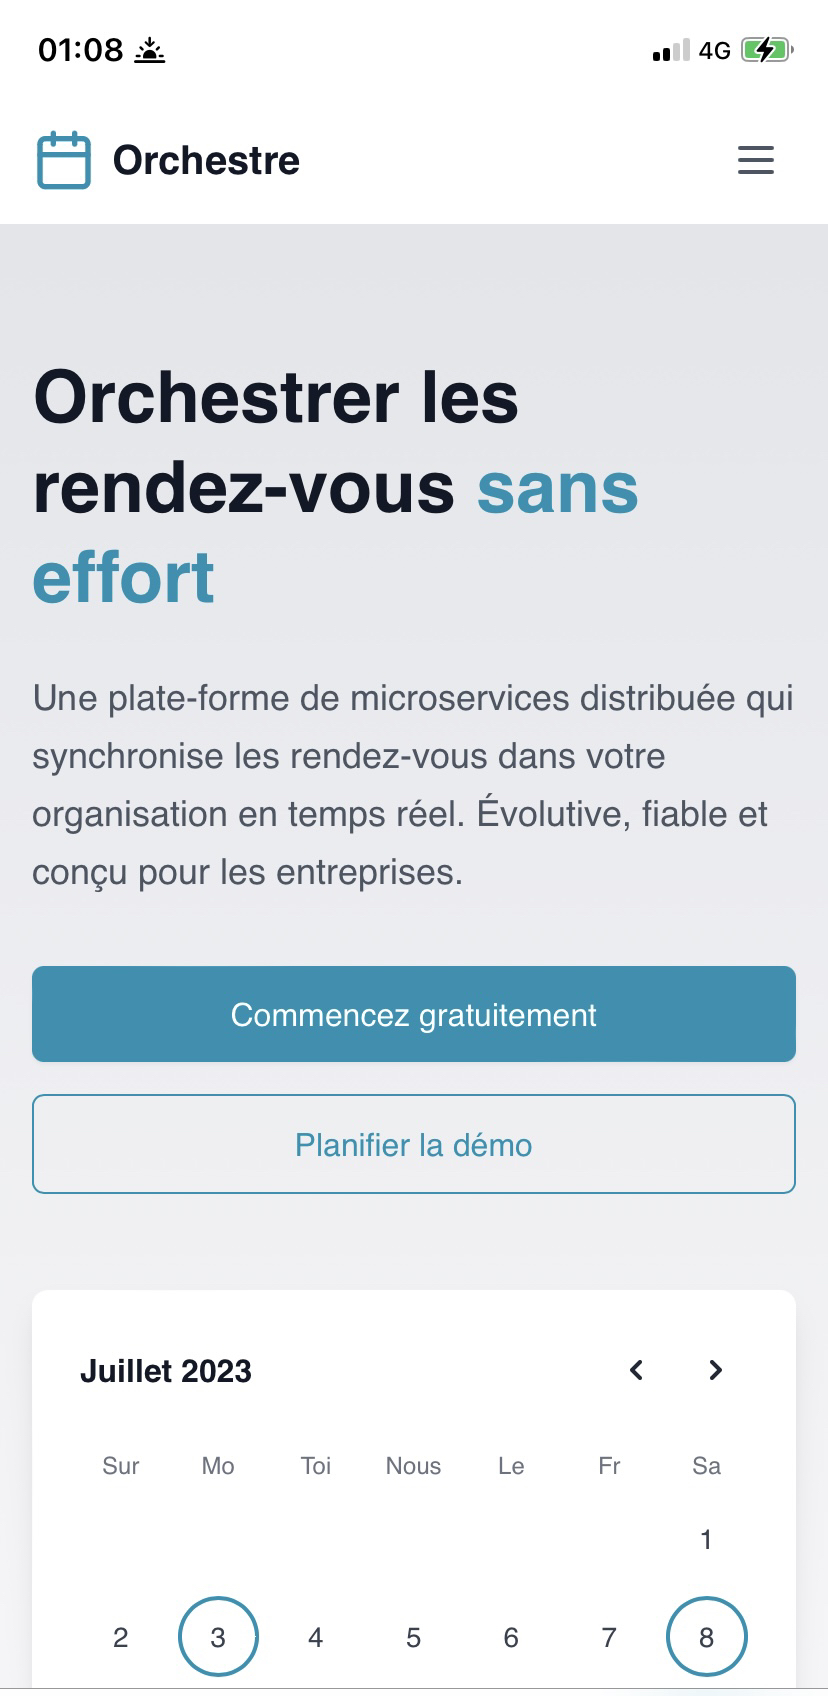 01:08
4G
Orchestre
Orchestrer les
rendez-vous sans
effort
Une plate-forme de microservices distribuée qui
synchronise les rendez-vous dans votre
organisation en temps réel. Évolutive, fiable et
conçu pour les entreprises.
Commencez gratuitement
Planifier la démo
Juillet 2023
Sur Mo Toi Nous Le Fr Sa
1
2 3 4 5 6 7 8